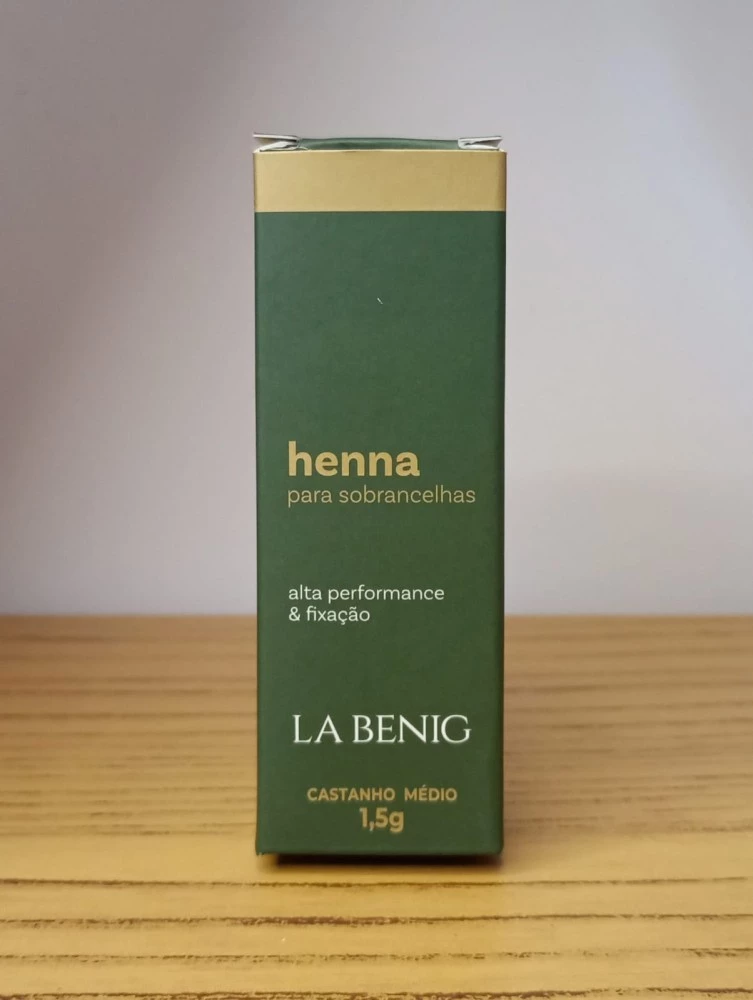 henna
para sobrancelhas
alta performance
& fixação
LA BENIG
CASTANHO MÉDIO
1,5g